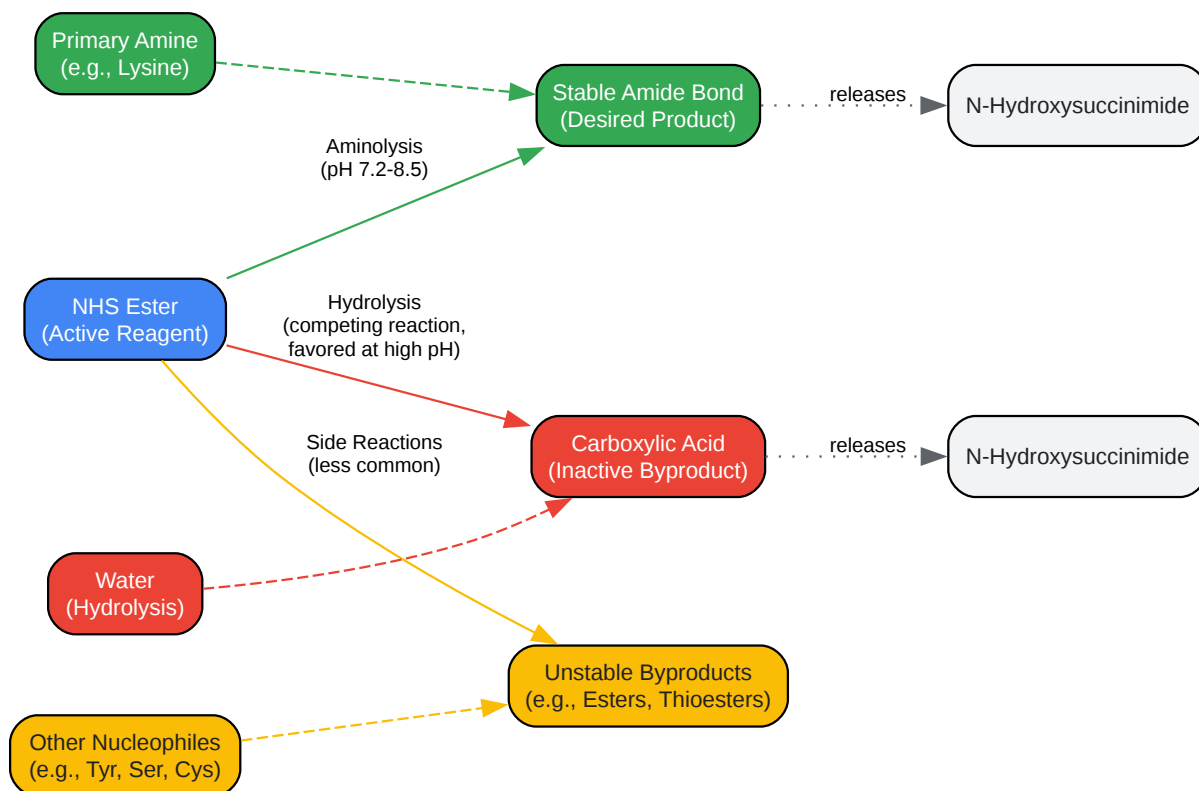 Primary Amine
(e.g., Lysine)
Stable Amide Bond
(Desired Product)
releases
N-Hydroxysuccinimide
Aminolysis
(pH 7.2-8.5)
NHS Ester
(Active Reagent)
Hydrolysis
(competing reaction,
favored at high pH)
Side Reactions
(less common)
Carboxylic Acid
(Inactive Byproduct)
releases
N-Hydroxysuccinimide
Water
(Hydrolysis)
Unstable Byproducts
(e.g., Esters, Thioesters)
Other Nucleophiles
(e.g., Tyr, Ser, Cys)